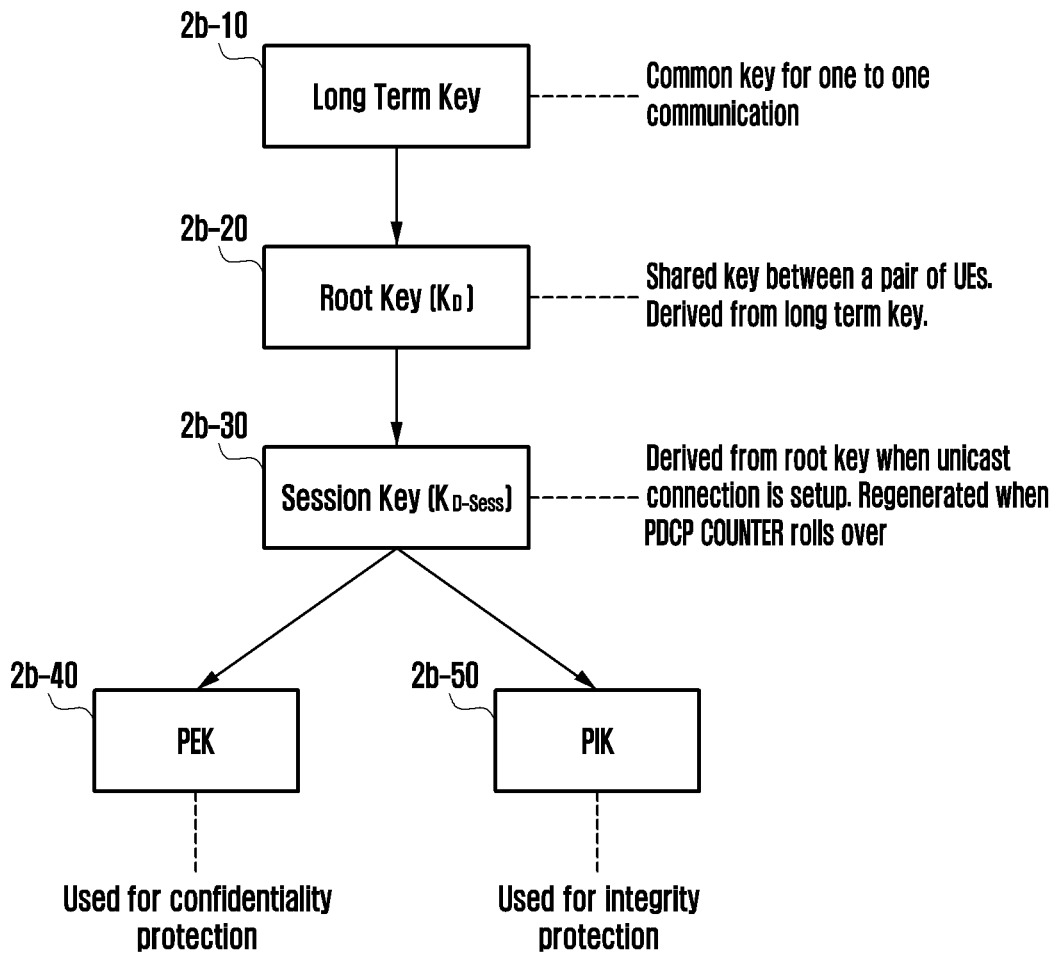 2b-10
Long Term Key
Common key for one to one
communication
2b-20
Root Key (KD)
Shared key between a pair of UEs.
Derived from long term key.
2b-30
Session Key (KD-Sess)
Derived from root key when unicast
connection is setup. Regenerated when
PDCP COUNTER rolls over
2b-40
PEK
2b-50
PIK
Used for confidentiality
protection
Used for integrity
protection